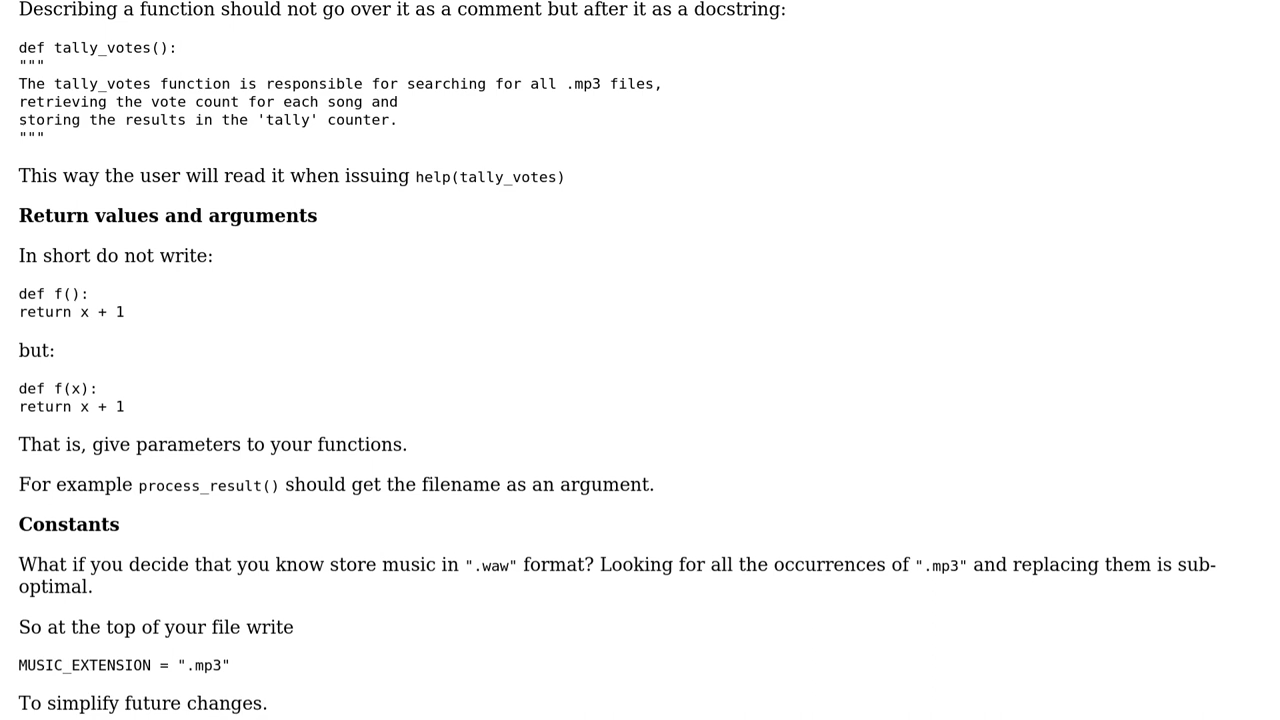 Describing a function should not go over it as a comment but after it as a docstring:
def tally_votes():
"""
The tally_votes function is responsible for searching for all .mp3 files,
retrieving the vote count for each song and
storing the results in the 'tally' counter.
"""
This way the user will read it when issuing help(tally_votes)
Return values and arguments
In short do not write:
def f():
return x + 1
but:
def f(x):
return x + 1
That is, give parameters to your functions.
For example process_result() should get the filename as an argument.
Constants
What if you decide that you know store music in ".waw" format? Looking for all the occurrences of ".mp3" and replacing them is sub-
optimal.
So at the top of your file write
MUSIC_EXTENSION = ".mp3"
To simplify future changes.